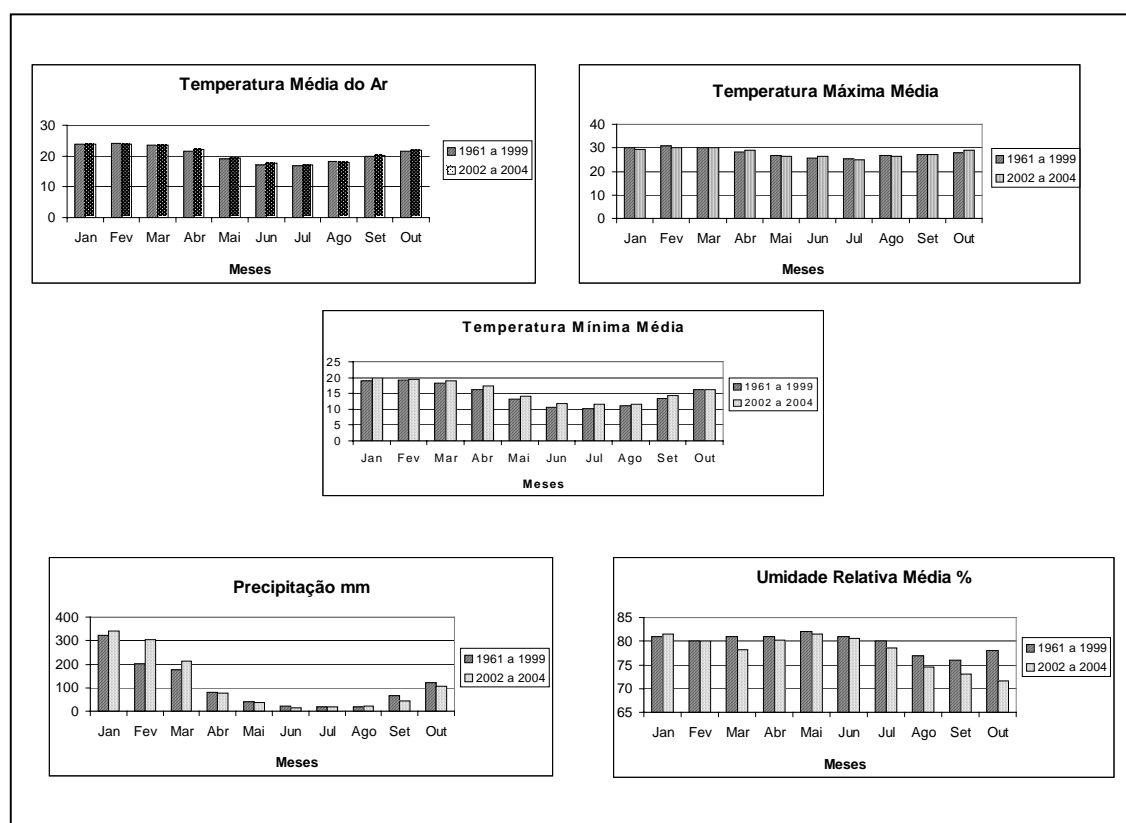 Temperatura Média do Ar
30
20
10
0
Jan Fev Mar Abr Mai Jun Jul Ago Set Out
Meses
1961 a 1999
2002 a 2004
Temperatura Máxima Média
40
30
20
10
0
Jan Fev Mar Abr Mai Jun Jul Ago Set Out
Meses
1961 a 1999
2002 a 2004
Temperatura Mínima Média
25
20
15
10
5
0
Jan Fev Mar Abr Mai Jun Jul Ago Set Out
Meses
1961 a 1999
2002 a 2004
Precipitação mm
400
300
200
100
0
Jan Fev Mar Abr Mai Jun Jul Ago Set Out
Meses
1961 a 1999
2002 a 2004
Umidade Relativa Média %
85
80
75
70
65
Jan Fev Mar Abr Mai Jun Jul Ago Set Out
Meses
1961 a 1999
2002 a 2004